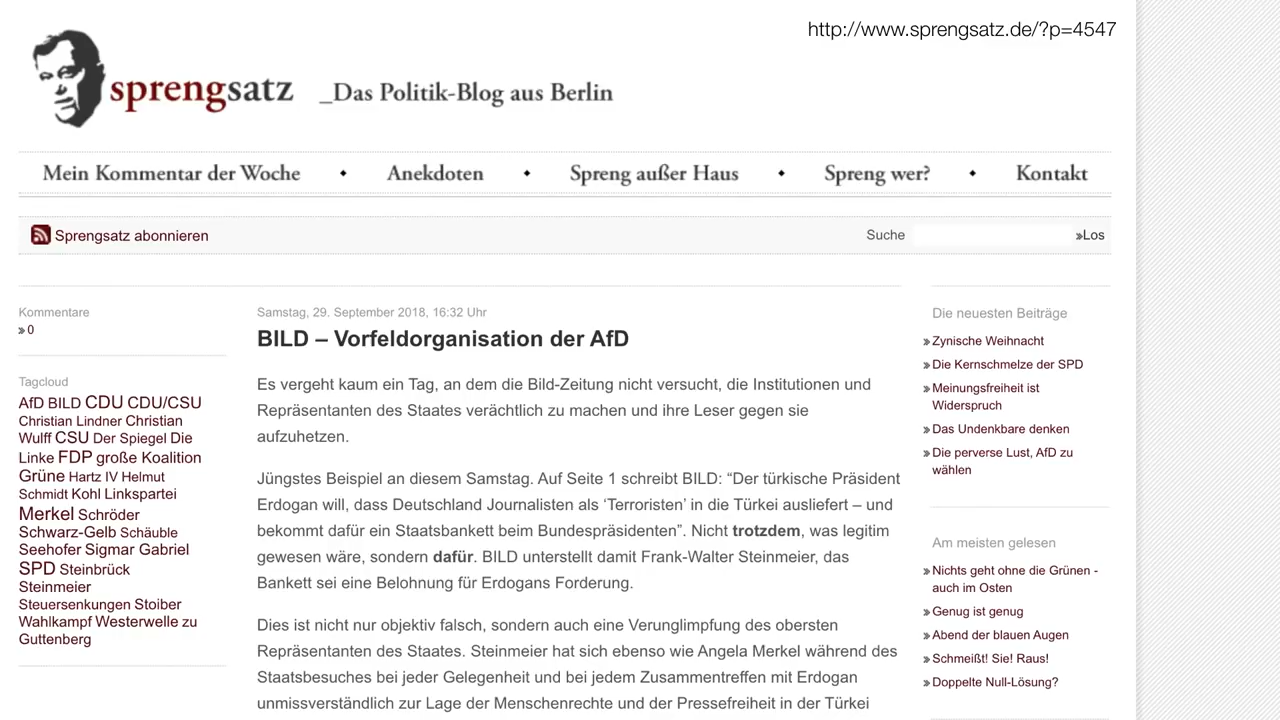 http://www.sprengsatz.de/?p=4547
sprengsatz _Das Politik-Blog aus Berlin
Mein Kommentar der Woche ◆ Anekdoten ◆ Spreng außer Haus ◆ Spreng wer? ◆ Kontakt
Sprengsatz abonnieren
Suche »Los
Kommentare
» 0
Tagcloud
AfD BILD CDU CDU/CSU
Christian Lindner Christian
Wulff CSU Der Spiegel Die
Linke FDP große Koalition
Grüne Hartz IV Helmut
Schmidt Kohl Linkspartei
Merkel Schröder
Schwarz-Gelb Schäuble
Seehofer Sigmar Gabriel
SPD Steinbrück
Steinmeier
Steuersenkungen Stoiber
Wahlkampf Westerwelle zu
Guttenberg
Samstag, 29. September 2018, 16:32 Uhr
BILD – Vorfeldorganisation der AfD
Es vergeht kaum ein Tag, an dem die Bild-Zeitung nicht versucht, die Institutionen und
Repräsentanten des Staates verächtlich zu machen und ihre Leser gegen sie
aufzuhetzen.
Jüngstes Beispiel an diesem Samstag. Auf Seite 1 schreibt BILD: “Der türkische Präsident
Erdogan will, dass Deutschland Journalisten als ‘Terroristen’ in die Türkei ausliefert – und
bekommt dafür ein Staatsbankett beim Bundespräsidenten”. Nicht trotzdem, was legitim
gewesen wäre, sondern dafür. BILD unterstellt damit Frank-Walter Steinmeier, das
Bankett sei eine Belohnung für Erdogans Forderung.
Dies ist nicht nur objektiv falsch, sondern auch eine Verunglimpfung des obersten
Repräsentanten des Staates. Steinmeier hat sich ebenso wie Angela Merkel während des
Staatsbesuches bei jeder Gelegenheit und bei jedem Zusammentreffen mit Erdogan
unmissverständlich zur Lage der Menschenrechte und der Pressefreiheit in der Türkei
Die neuesten Beiträge
» Zynische Weihnacht
» Die Kernschmelze der SPD
» Meinungsfreiheit ist
Widerspruch
» Das Undenkbare denken
» Die perverse Lust, AfD zu
wählen
Am meisten gelesen
» Nichts geht ohne die Grünen -
auch im Osten
» Genug ist genug
» Abend der blauen Augen
» Schmeißt! Sie! Raus!
» Doppelte Null-Lösung?